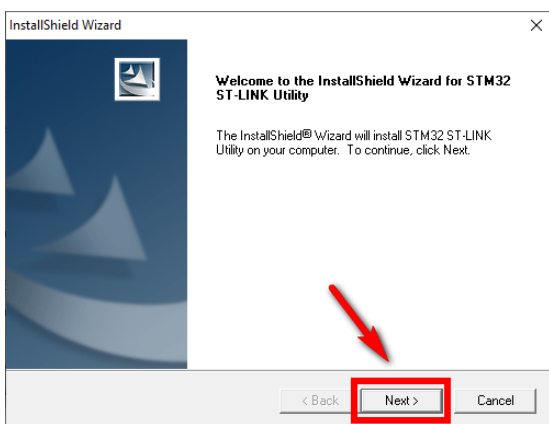 InstallShield Wizard
Welcome to the InstallShield Wizard for STM32
ST-LINK Utility
The InstallShield® Wizard will install STM32 ST-LINK
Utility on your computer. To continue, click Next.
< Back
Next >
Cancel